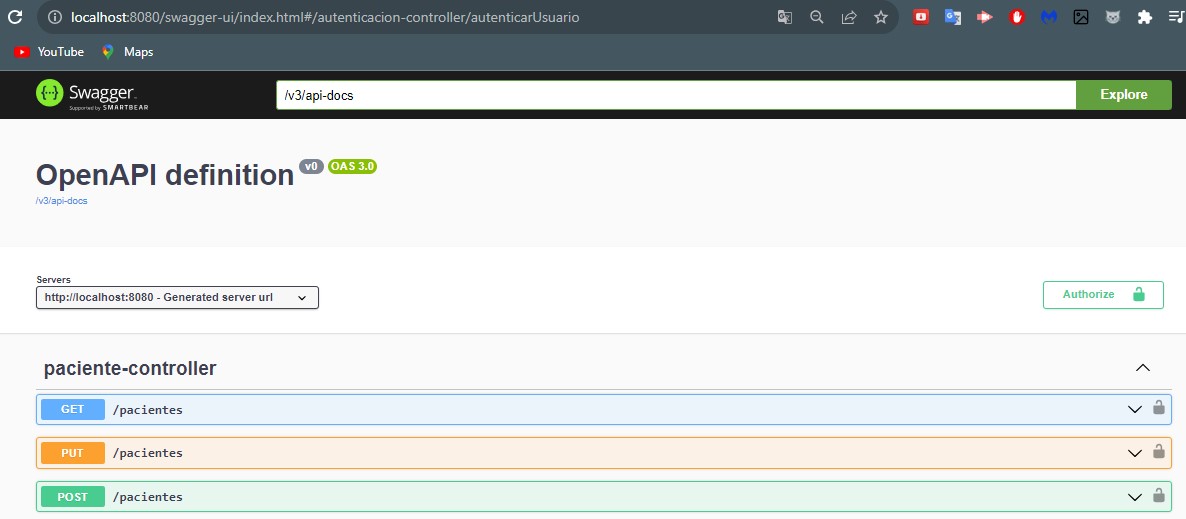 localhost:8080/swagger-ui/index.html#/autenticacion-controller/autenticarUsuario
YouTube Maps
Swagger
Supported by SMARTBEAR
/v3/api-docs Explore
OpenAPI definition v0 OAS 3.0
/v3/api-docs
Servers
http://localhost:8080 - Generated server url
Authorize
paciente-controller
GET /pacientes
PUT /pacientes
POST /pacientes